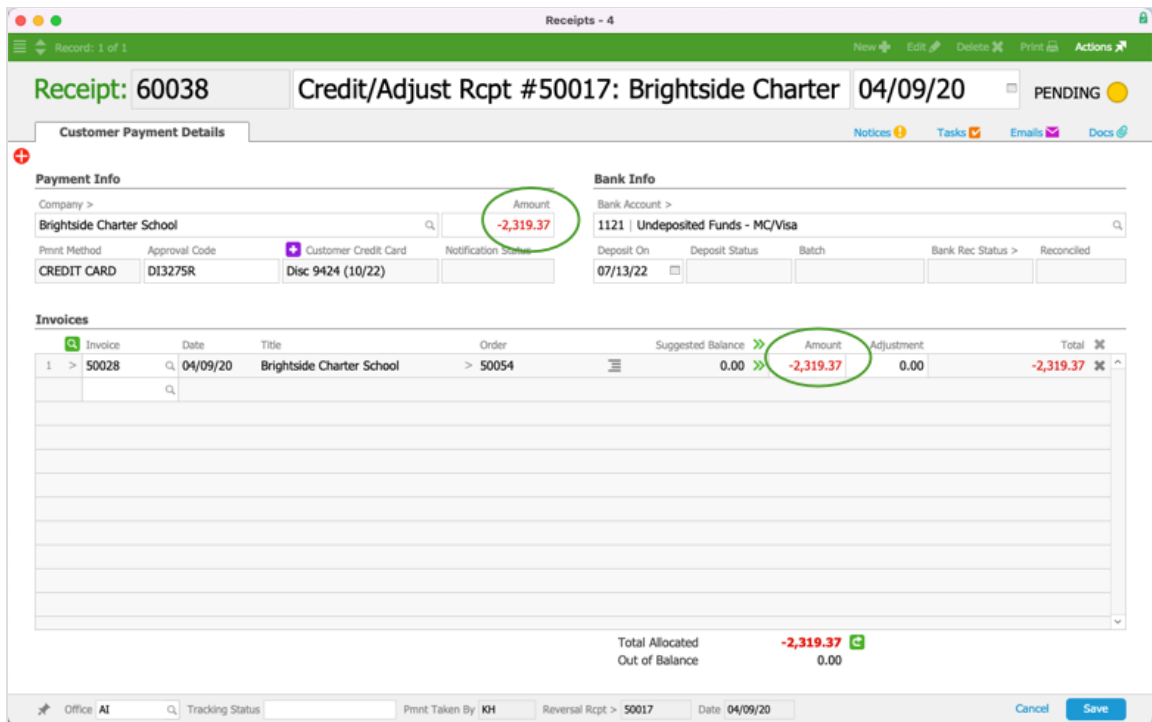 Receipts - 4
Record: 1 of 1 New Edit Delete Print Actions
Receipt: 60038 Credit/Adjust Rcpt #50017: Brightside Charter 04/09/20 PENDING
Customer Payment Details Notices Tasks Emails Docs
Payment Info Bank Info
Company > Amount Bank Account >
Brightside Charter School -2,319.37 1121 | Undeposited Funds - MC/Visa
Pmnt Method Approval Code Customer Credit Card Notification Status Deposit On Deposit Status Batch Bank Rec Status > Reconciled
CREDIT CARD DI3275R Disc 9424 (10/22) 07/13/22
Invoices
Invoice Date Title Order Suggested Balance Amount Adjustment Total
1 > 50028 04/09/20 Brightside Charter School > 50054 0.00 -2,319.37 0.00 -2,319.37
Total Allocated -2,319.37
Out of Balance 0.00
Office AI Tracking Status Pmnt Taken By KH Reversal Rcpt > 50017 Date 04/09/20 Cancel Save